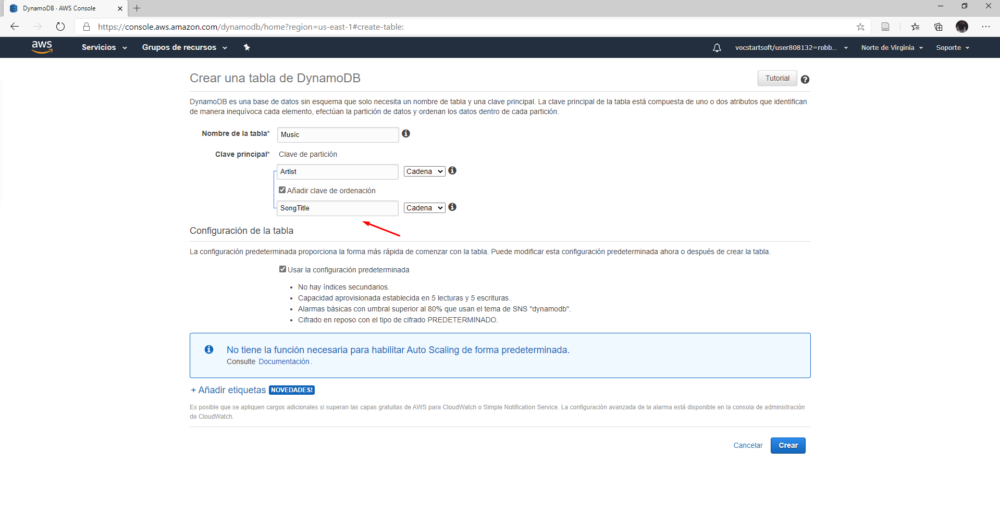 DynamoDB · AWS Console
https://console.aws.amazon.com/dynamodb/home?region=us-east-1#create-table:
aws Servicios Grupos de recursos vocstartsoft/user808132=robb... Norte de Virginia Soporte
Crear una tabla de DynamoDB Tutorial
DynamoDB es una base de datos sin esquema que solo necesita un nombre de tabla y una clave principal. La clave principal de la tabla está compuesta de uno o dos atributos que identifican
de manera inequívoca cada elemento, efectúan la partición de datos y ordenan los datos dentro de cada partición.
Nombre de la tabla* Music
Clave principal* Clave de partición
Artist Cadena
Añadir clave de ordenación
SongTitle Cadena
Configuración de la tabla
La configuración predeterminada proporciona la forma más rápida de comenzar con la tabla. Puede modificar esta configuración predeterminada ahora o después de crear la tabla.
Usar la configuración predeterminada
• No hay índices secundarios.
• Capacidad aprovisionada establecida en 5 lecturas y 5 escrituras.
• Alarmas básicas con umbral superior al 80% que usan el tema de SNS "dynamodb".
• Cifrado en reposo con el tipo de cifrado PREDETERMINADO.
No tiene la función necesaria para habilitar Auto Scaling de forma predeterminada.
Consulte Documentación.
+ Añadir etiquetas NOVEDADES!
Es posible que se apliquen cargos adicionales si superan las capas gratuitas de AWS para CloudWatch o Simple Notification Service. La configuración avanzada de la alarma está disponible en la consola de administración
de CloudWatch.
Cancelar Crear